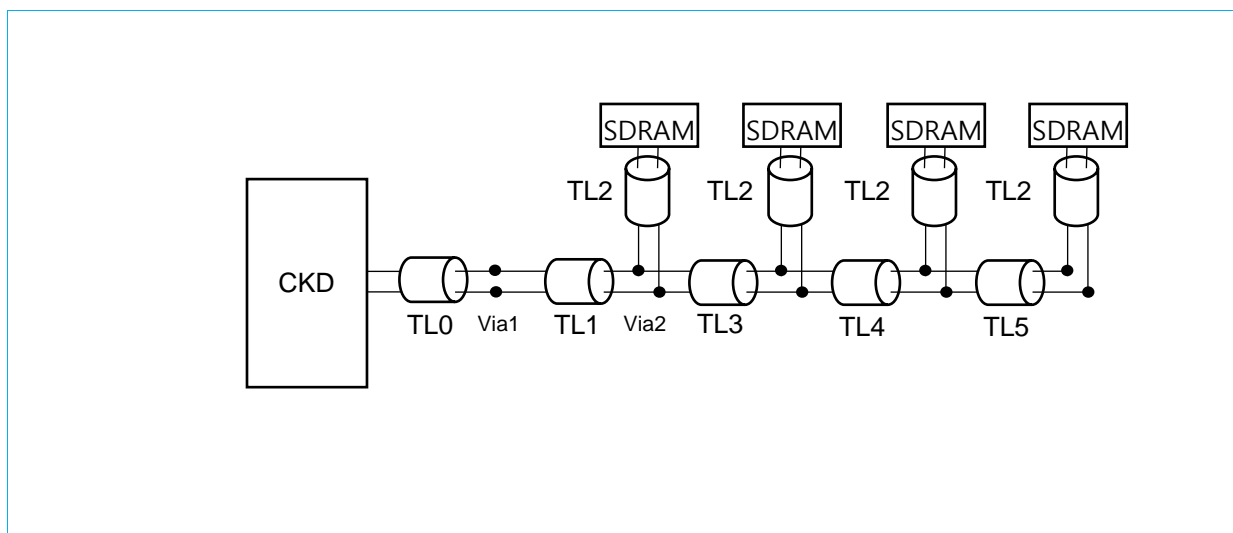 SDRAM SDRAM SDRAM SDRAM
TL2 TL2 TL2 TL2
CKD
TL0 Via1 TL1 Via2 TL3 TL4 TL5